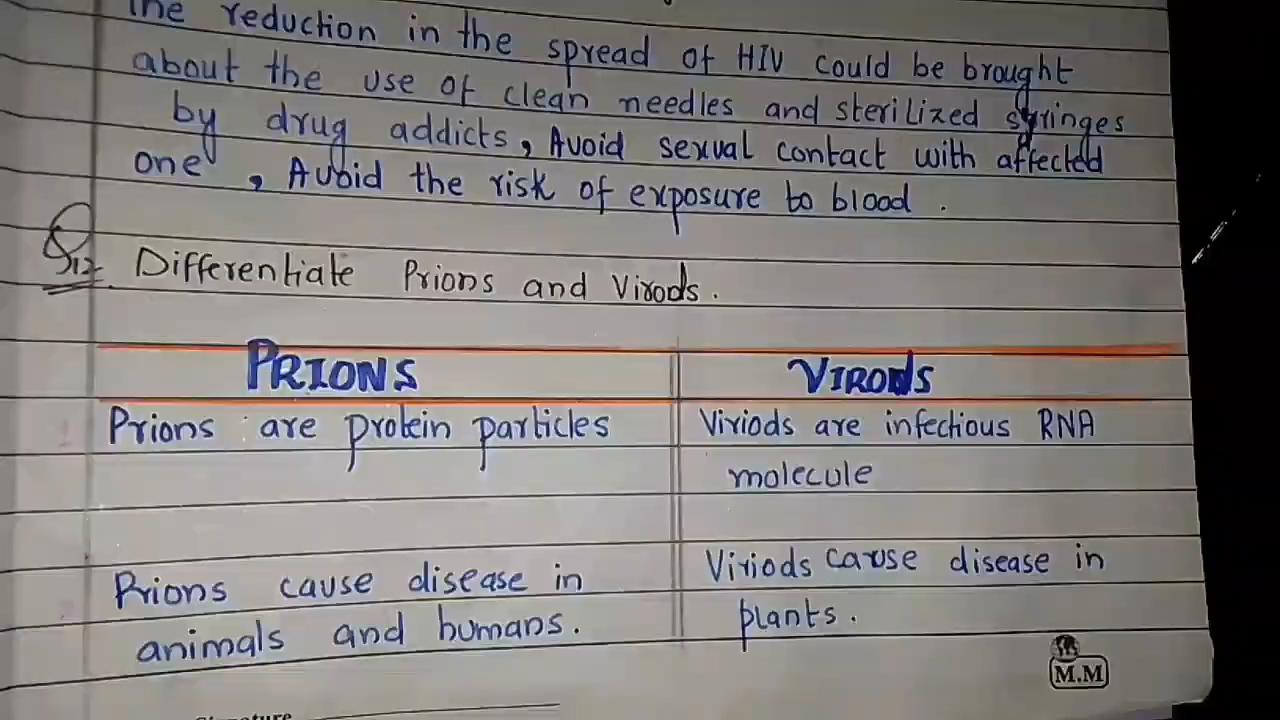 The reduction in the spread of HIV could be brought
about the use of clean needles and sterilized syringes
by drug addicts, Avoid sexual contact with affected
one, Avoid the risk of exposure to blood.
Q12. Differentiate Prions and Virods.
PRIONS VIRODS
Prions are protein particles Viriods are infectious RNA
molecule
Prions cause disease in Viriods cause disease in
animals and humans. plants.
M.M
Signature